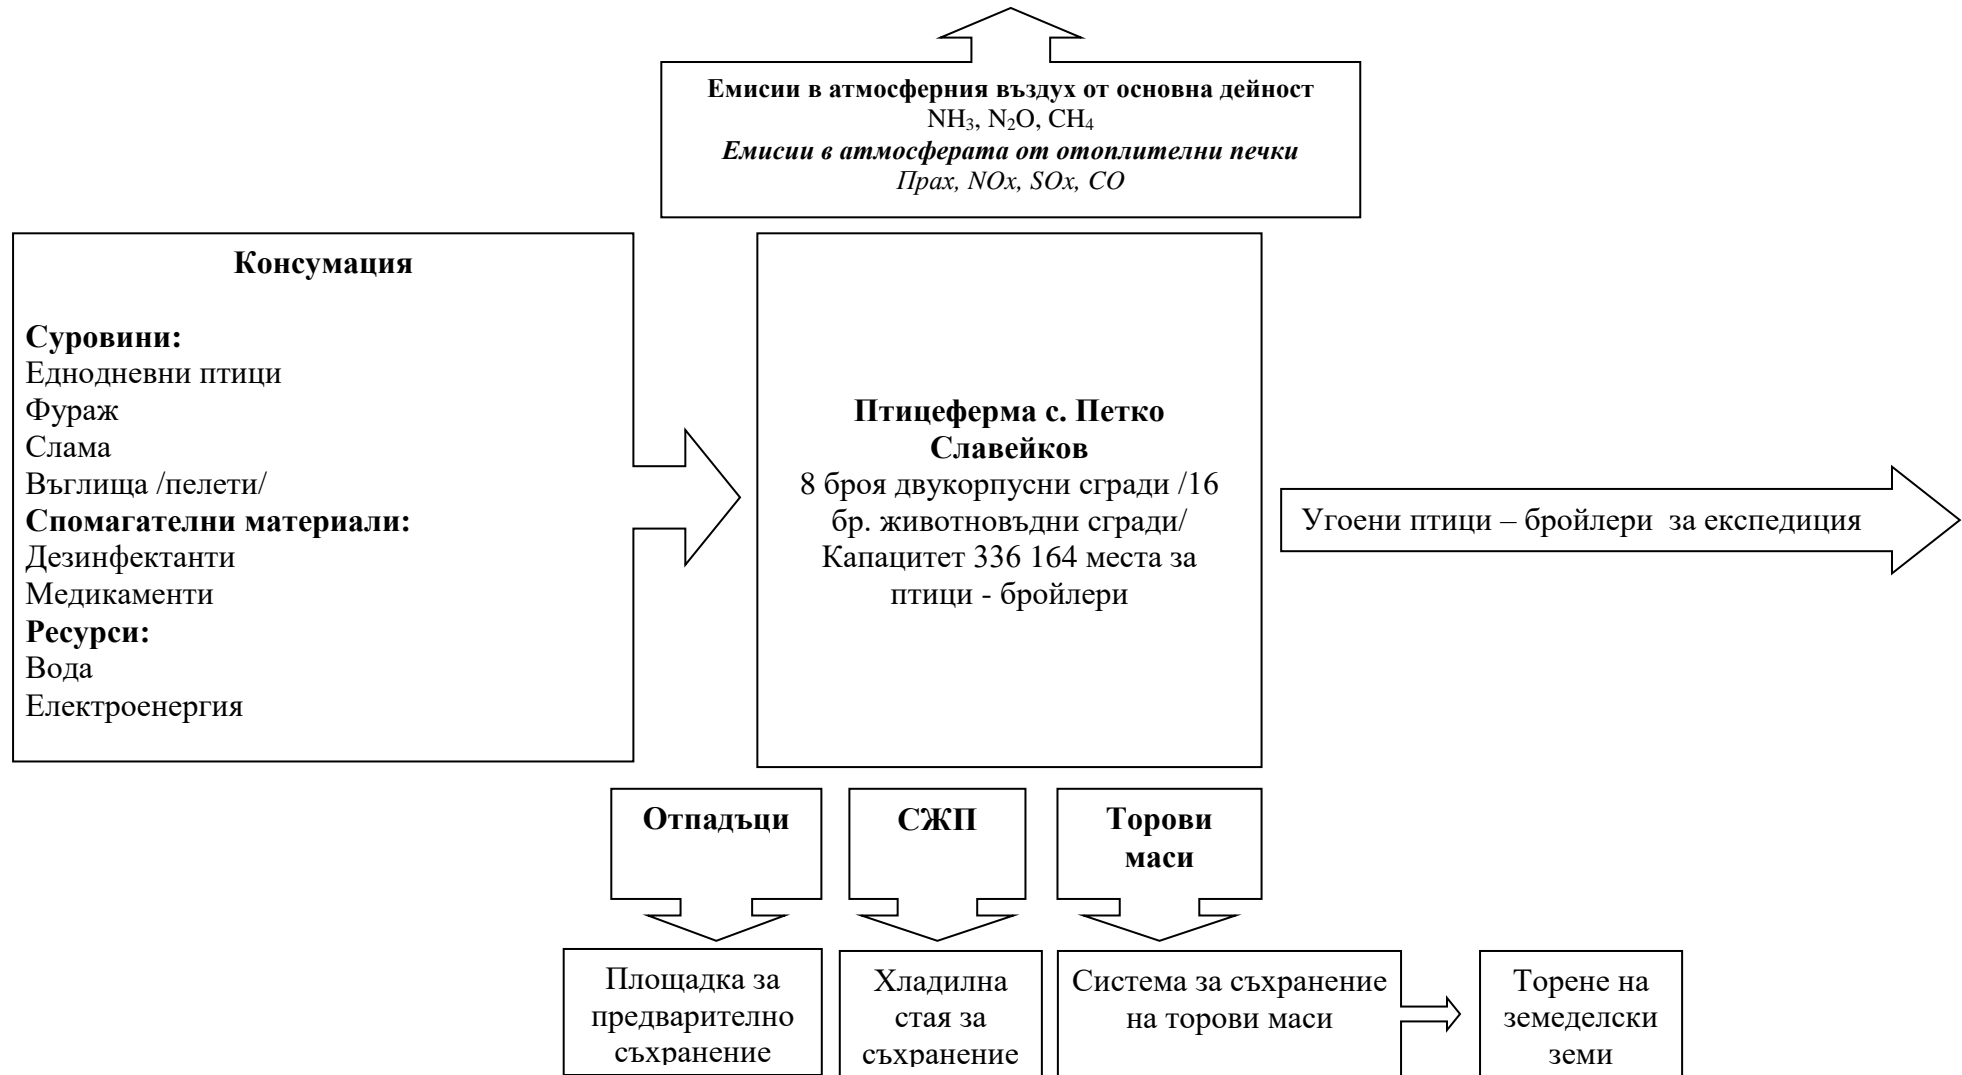 Емисии в атмосферния въздух от основна дейност
NH₃, N₂O, CH₄
Емисии в атмосферата от отоплителни печки
Прах, NOx, SOx, CO
Консумация
Суровини:
Еднодневни птици
Фураж
Слама
Въглища /пелети/
Спомагателни материали:
Дезинфектанти
Медикаменти
Ресурси:
Вода
Електроенергия
Птицеферма с. Петко
Славейков
8 броя двукорпусни сгради /16
бр. животновъдни сгради/
Капацитет 336 164 места за
птици - бройлери
Угоени птици – бройлери за експедиция
Отпадъци
СЖП
Торови
маси
Площадка за
предварително
съхранение
Хладилна
стая за
съхранение
Система за съхранение
на торови маси
Торене на
земеделски
земи